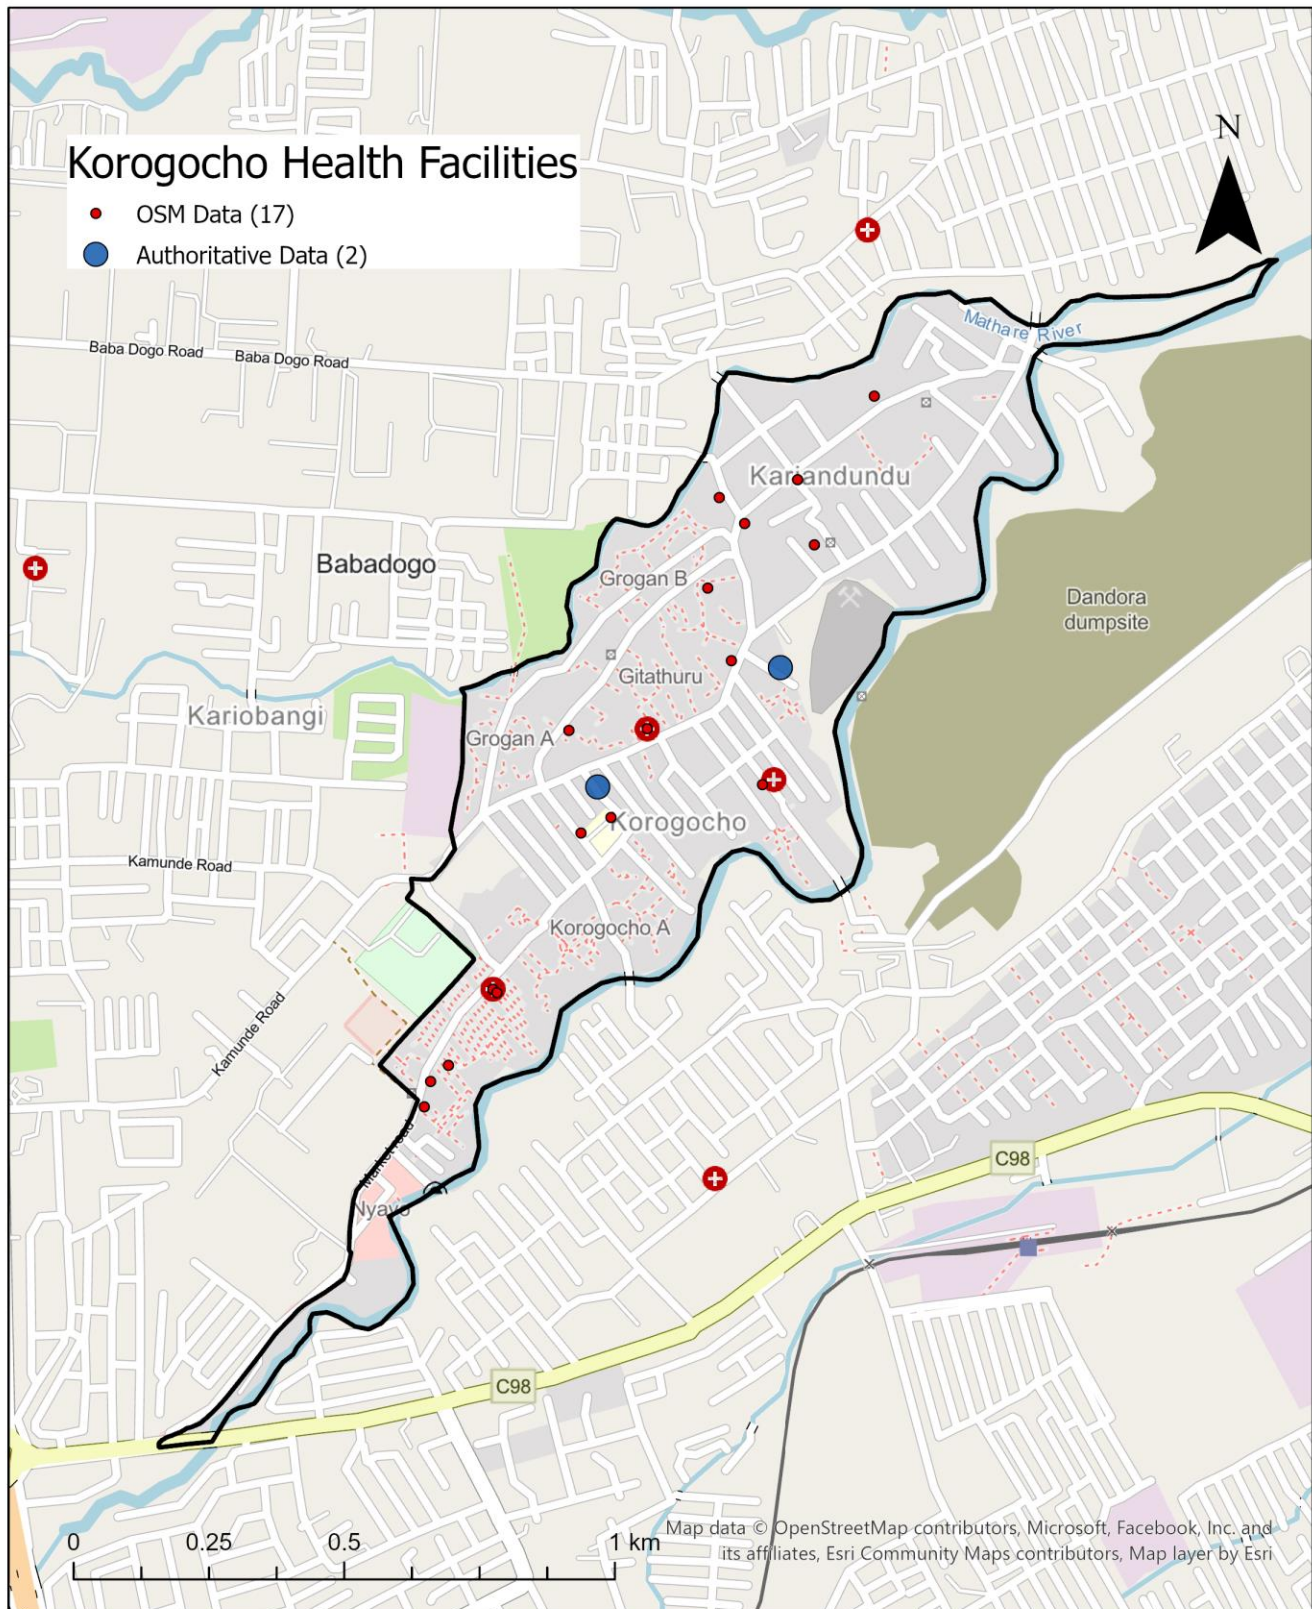 N
Korogocho Health Facilities
OSM Data (17)
Authoritative Data (2)
Mathare River
Baba Dogo Road
Baba Dogo Road
Kariandundu
Babadogo
Grogan B
Dandora
dumpsite
Gitathuru
Kariobangi
Grogan A
Korogocho
Kamunde Road
Korogocho A
Kamunde Road
Market road
C98
Nyayo
C98
0 0.25 0.5 1 km
Map data © OpenStreetMap contributors, Microsoft, Facebook, Inc. and
its affiliates, Esri Community Maps contributors, Map layer by Esri